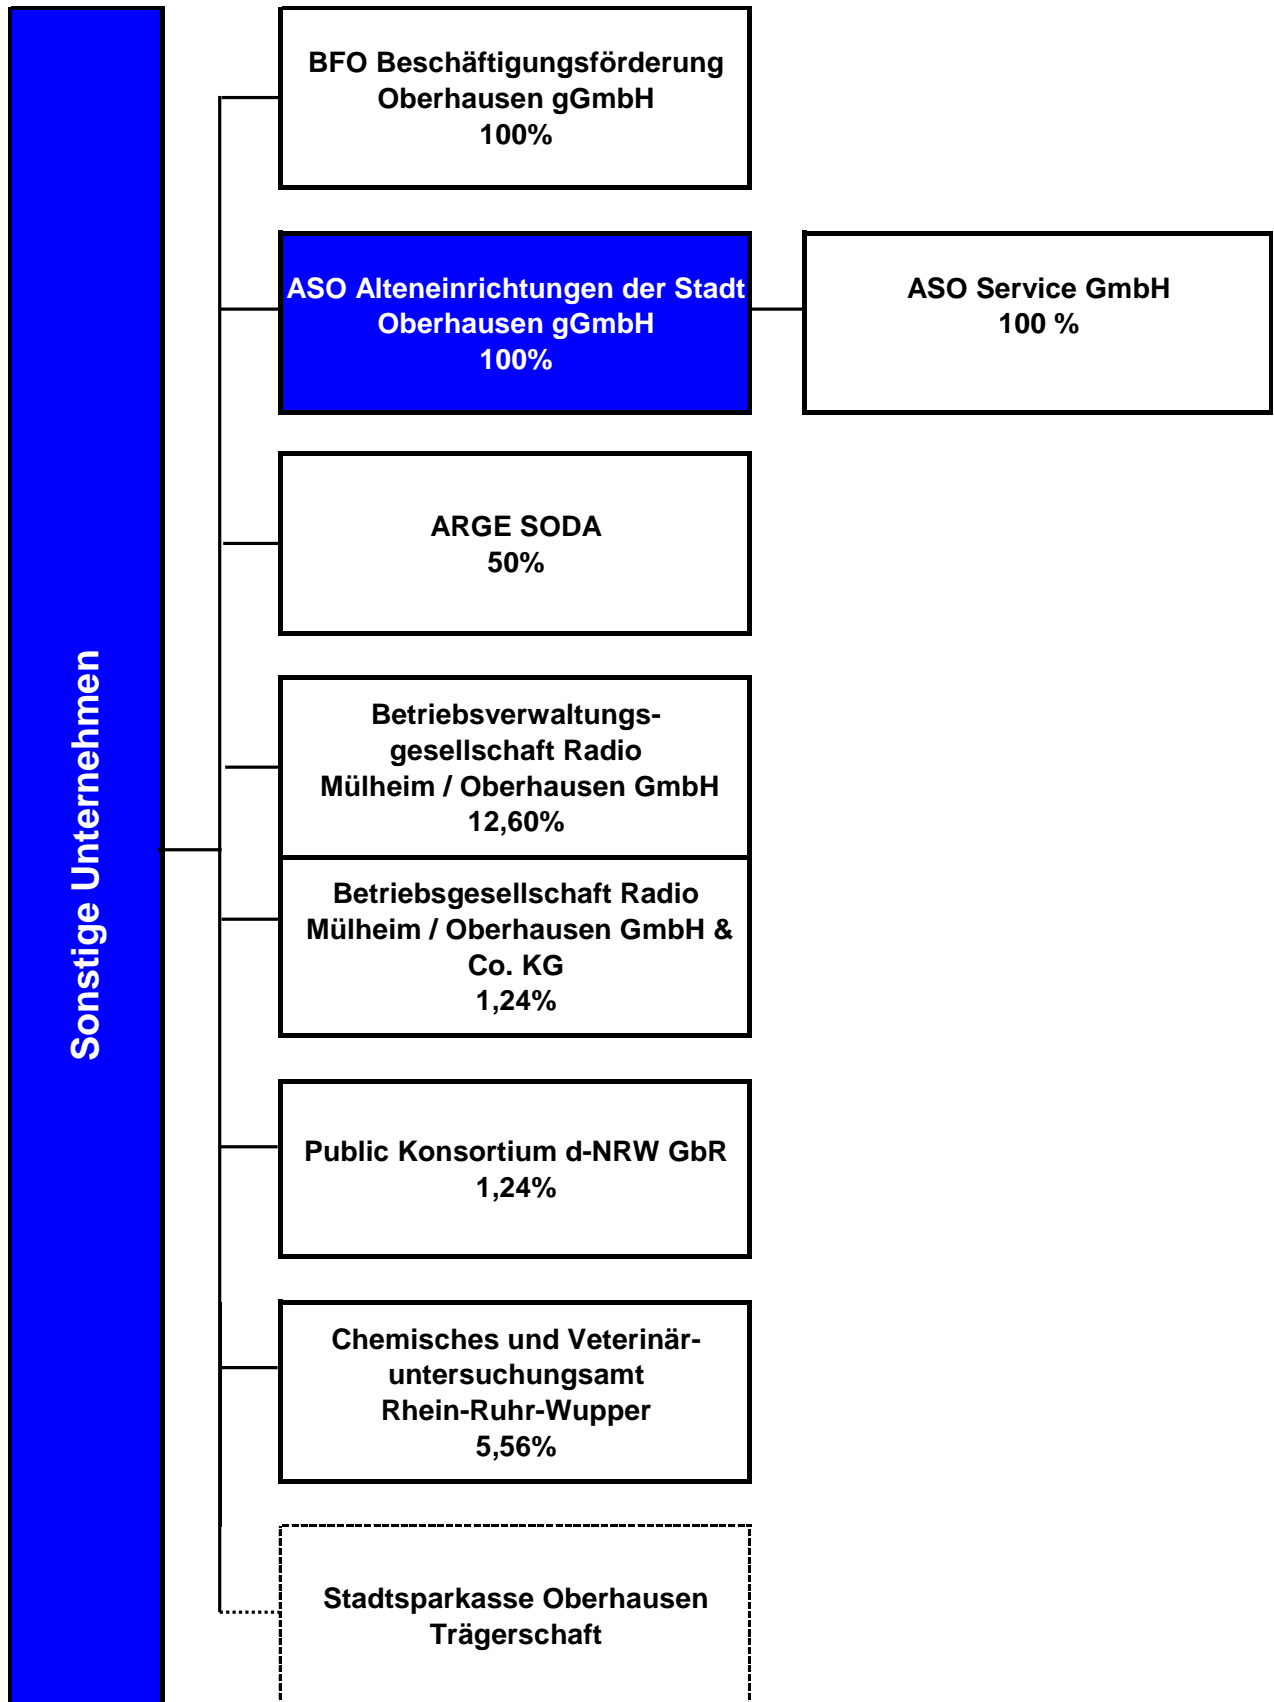 Sonstige Unternehmen
BFO Beschäftigungsförderung
Oberhausen gGmbH
100%
ASO Alteneinrichtungen der Stadt
Oberhausen gGmbH
100%
ASO Service GmbH
100 %
ARGE SODA
50%
Betriebsverwaltungs-
gesellschaft Radio
Mülheim / Oberhausen GmbH
12,60%
Betriebsgesellschaft Radio
Mülheim / Oberhausen GmbH &
Co. KG
1,24%
Public Konsortium d-NRW GbR
1,24%
Chemisches und Veterinär-
untersuchungsamt
Rhein-Ruhr-Wupper
5,56%
Stadtsparkasse Oberhausen
Trägerschaft